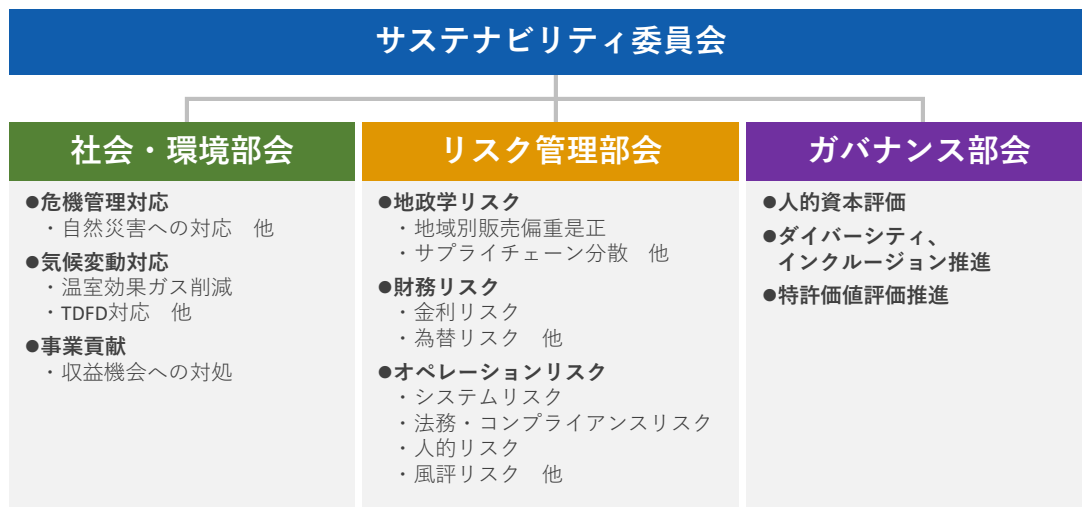 サステナビリティ委員会
社会・環境部会
●危機管理対応
・自然災害への対応　他
●気候変動対応
・温室効果ガス削減
・TDFD対応　他
●事業貢献
・収益機会への対処
リスク管理部会
●地政学リスク
・地域別販売偏重是正
・サプライチェーン分散　他
●財務リスク
・金利リスク
・為替リスク　他
●オペレーションリスク
・システムリスク
・法務・コンプライアンスリスク
・人的リスク
・風評リスク　他
ガバナンス部会
●人的資本評価
●ダイバーシティ、
インクルージョン推進
●特許価値評価推進